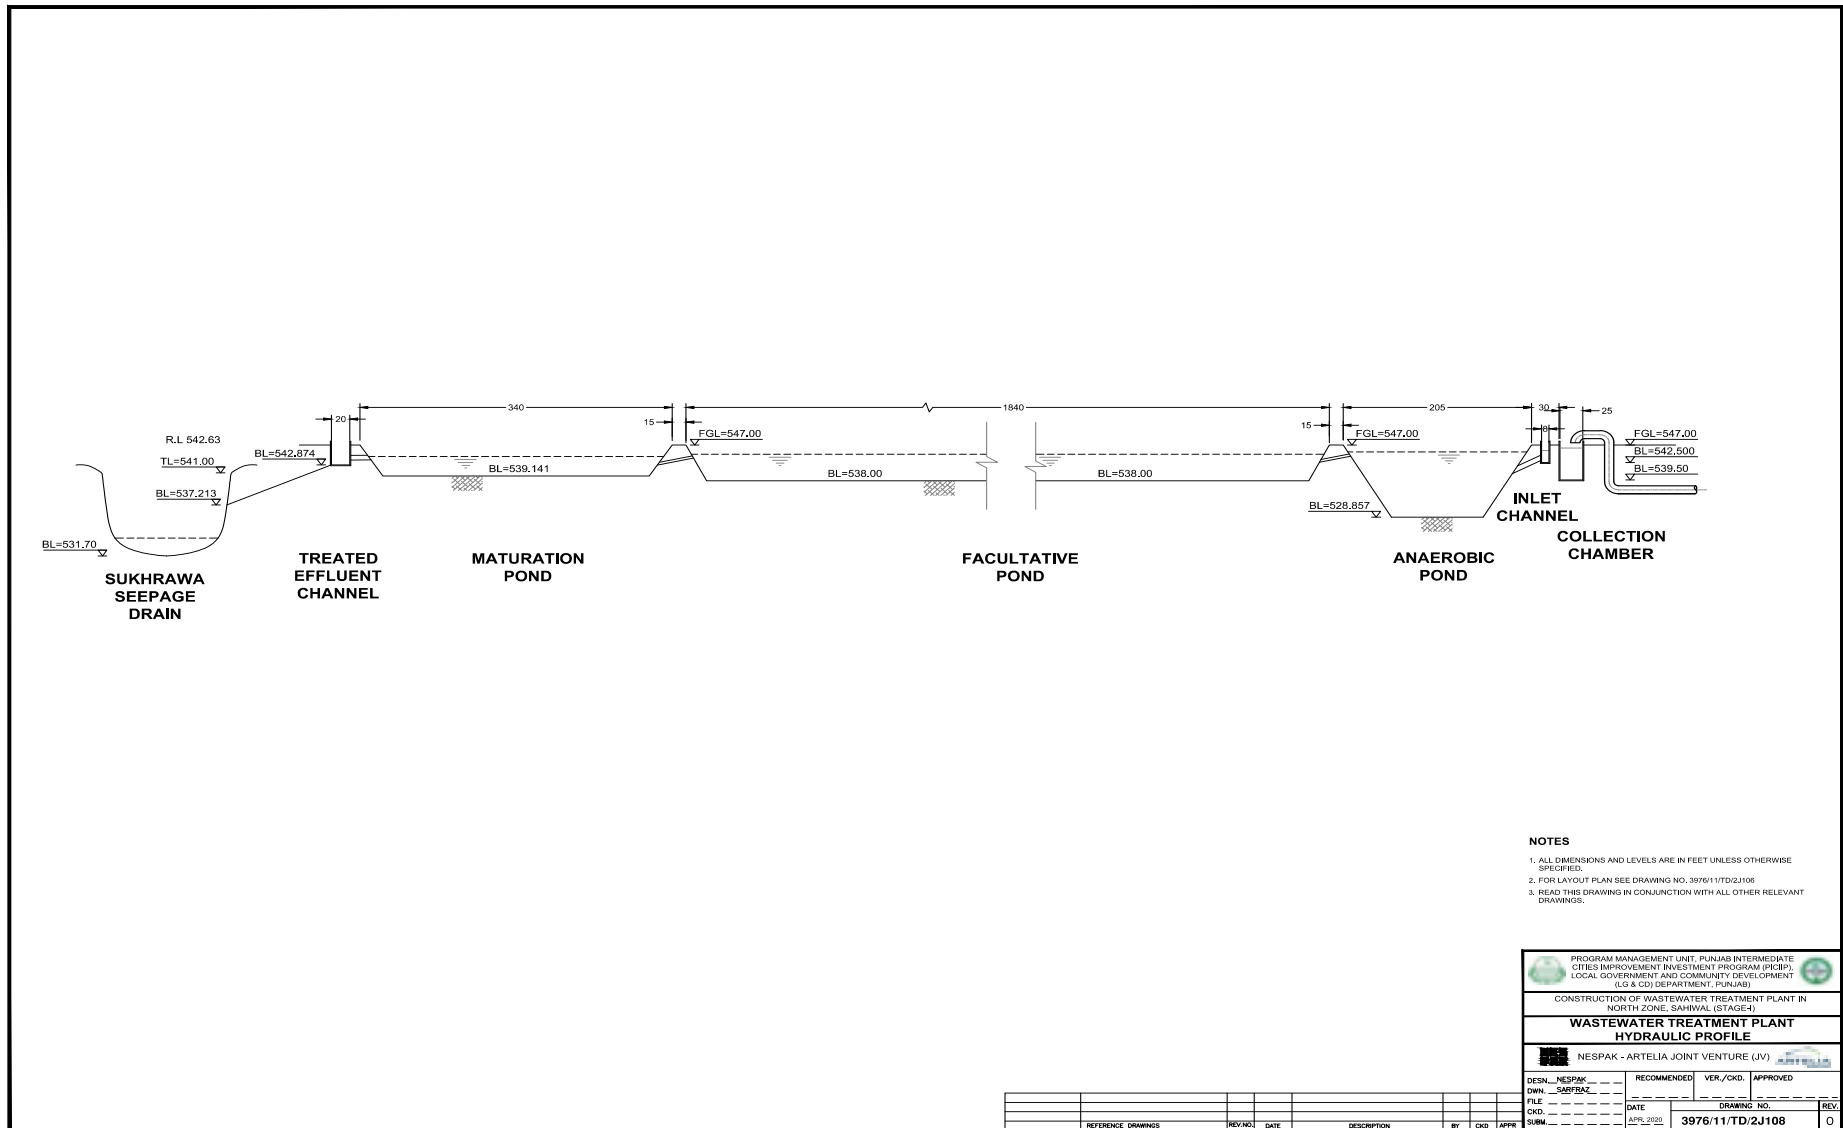 20
340
15
1840
15
205
30
8
25
R.L 542.63
TL=541.00
BL=542.874
BL=537.213
BL=531.70
BL=539.141
FGL=547.00
BL=538.00
BL=538.00
FGL=547.00
BL=528.857
FGL=547.00
BL=542.500
BL=539.50
SUKHRAWA
SEEPAGE
DRAIN
TREATED
EFFLUENT
CHANNEL
MATURATION
POND
FACULTATIVE
POND
ANAEROBIC
POND
INLET
CHANNEL
COLLECTION
CHAMBER
NOTES
1. ALL DIMENSIONS AND LEVELS ARE IN FEET UNLESS OTHERWISE
SPECIFIED.
2. FOR LAYOUT PLAN SEE DRAWING NO. 3976/11/TD/2J106
3. READ THIS DRAWING IN CONJUNCTION WITH ALL OTHER RELEVANT
DRAWINGS.
PROGRAM MANAGEMENT UNIT, PUNJAB INTERMEDIATE
CITIES IMPROVEMENT INVESTMENT PROGRAM (PICIIP),
LOCAL GOVERNMENT AND COMMUNITY DEVELOPMENT
(LG & CD) DEPARTMENT, PUNJAB)
CONSTRUCTION OF WASTEWATER TREATMENT PLANT IN
NORTH ZONE, SAHIWAL (STAGE-I)
WASTEWATER TREATMENT PLANT
HYDRAULIC PROFILE
NESPAK - ARTELIA JOINT VENTURE (JV)
ARTELIA
DESN. NESPAK
DWN. SARFRAZ
FILE
CKD.
SUBM.
RECOMMENDED VER./CKD. APPROVED
DATE DRAWING NO. REV.
APR. 2020 3976/11/TD/2J108 0
REFERENCE DRAWINGS REV.NO. DATE DESCRIPTION BY CKD APPR